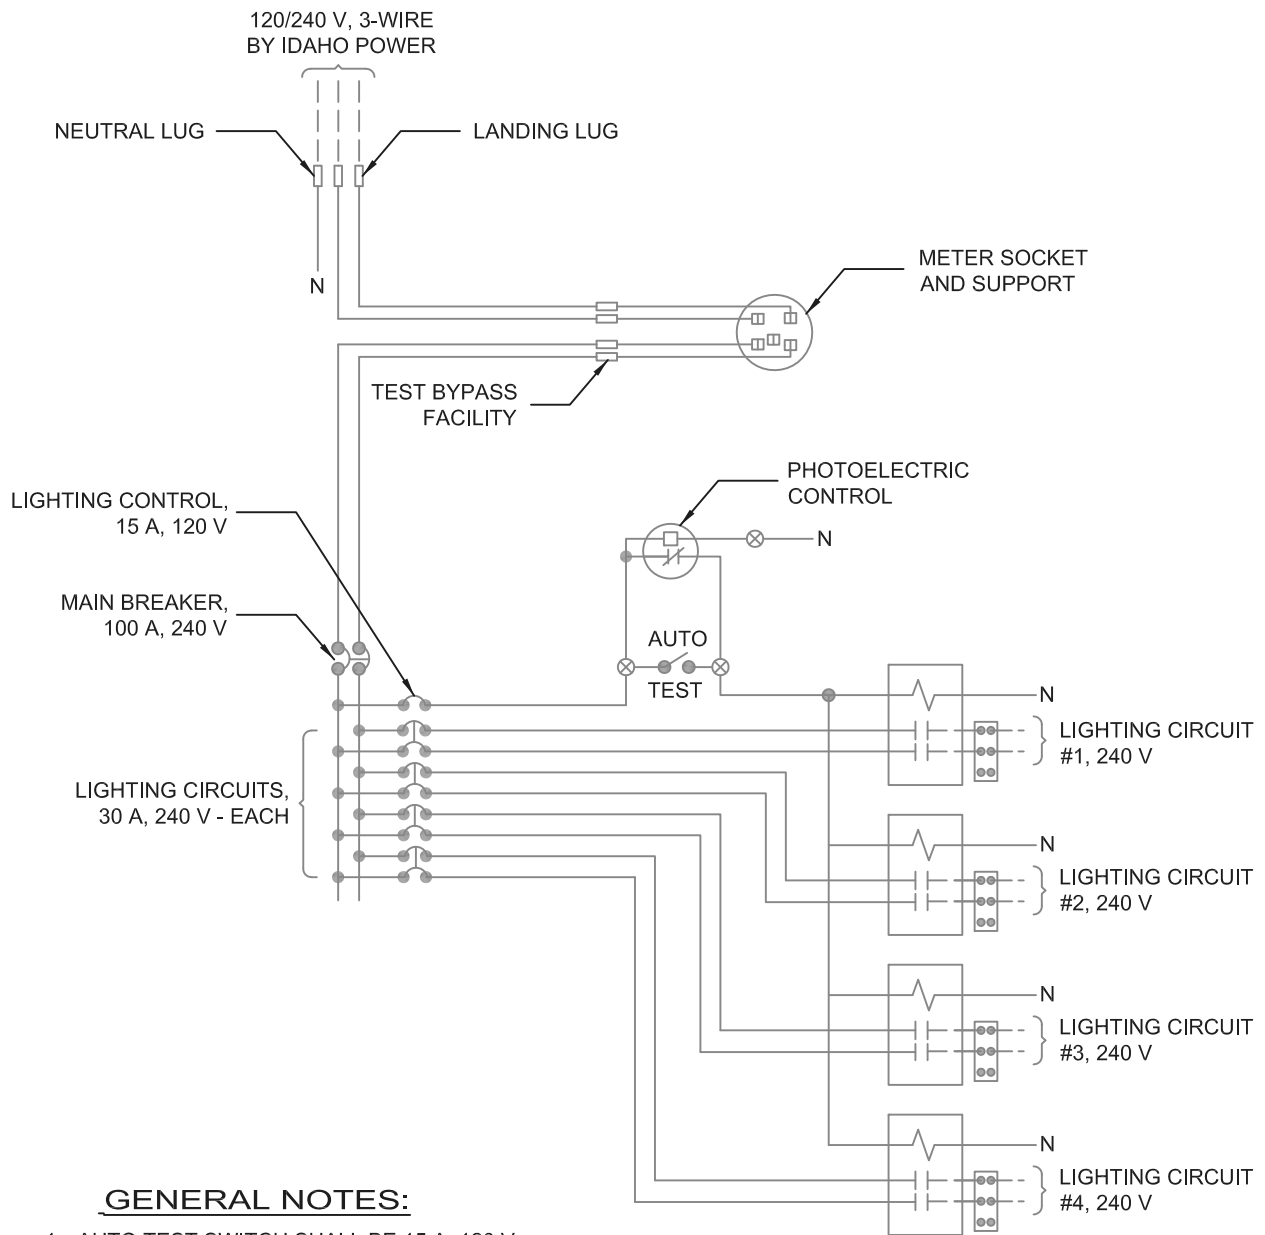 120/240 V, 3-WIRE
BY IDAHO POWER
NEUTRAL LUG
LANDING LUG
N
METER SOCKET
AND SUPPORT
TEST BYPASS
FACILITY
PHOTOELECTRIC
CONTROL
LIGHTING CONTROL,
15 A, 120 V
N
MAIN BREAKER,
100 A, 240 V
AUTO
TEST
N
LIGHTING CIRCUIT
#1, 240 V
LIGHTING CIRCUITS,
30 A, 240 V - EACH
N
LIGHTING CIRCUIT
#2, 240 V
N
LIGHTING CIRCUIT
#3, 240 V
N
LIGHTING CIRCUIT
#4, 240 V
GENERAL NOTES: